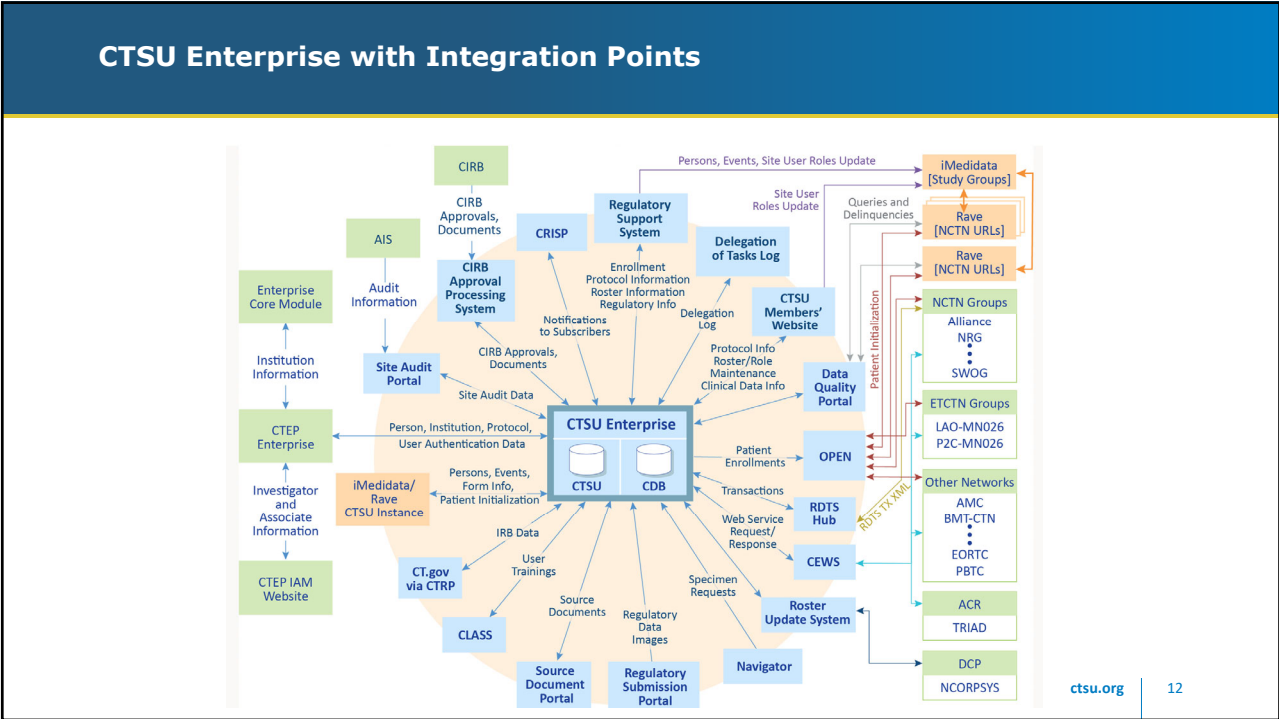 CTSU Enterprise with Integration Points
CIRB
CIRB
Approvals,
Documents
AIS
Audit
Information
CIRB
Approval
Processing
System
CRISP
Regulatory
Support
System
Delegation
of Tasks Log
CTSU
Members'
Website
Persons, Events, Site User Roles Update
Site User
Roles Update
Queries and
Delinquencies
iMedidata
[Study Groups]
Rave
[NCTN URLs]
Rave
[NCTN URLs]
Enterprise
Core Module
Institution
Information
CTEP
Enterprise
Investigator
and
Associate
Information
CTEP IAM
Website
Site Audit
Portal
Site Audit Data
CIRB Approvals,
Documents
Notifications
to Subscribers
Enrollment
Protocol Information
Roster Information
Regulatory Info
Delegation
Log
Protocol Info
Roster/Role
Maintenance
Clinical Data Info
Data
Quality
Portal
Patient Initialization
Person, Institution, Protocol,
User Authentication Data
CTSU Enterprise
CTSU
CDB
Patient
Enrollments
OPEN
iMedidata/
Rave
CTSU Instance
Persons, Events,
Form Info,
Patient Initialization
Transactions
RDTS
Hub
RDTS TX XML
Web Service
Request/
Response
CEWS
IRB Data
CT.gov
via CTRP
User
Trainings
CLASS
Source
Documents
Source
Document
Portal
Regulatory
Data
Images
Regulatory
Submission
Portal
Specimen
Requests
Navigator
Roster
Update System
NCTN Groups
Alliance
NRG
SWOG
ETCTN Groups
LAO-MN026
P2C-MN026
Other Networks
AMC
BMT-CTN
EORTC
PBTC
ACR
TRIAD
DCP
NCORPSYS
ctsu.org
12